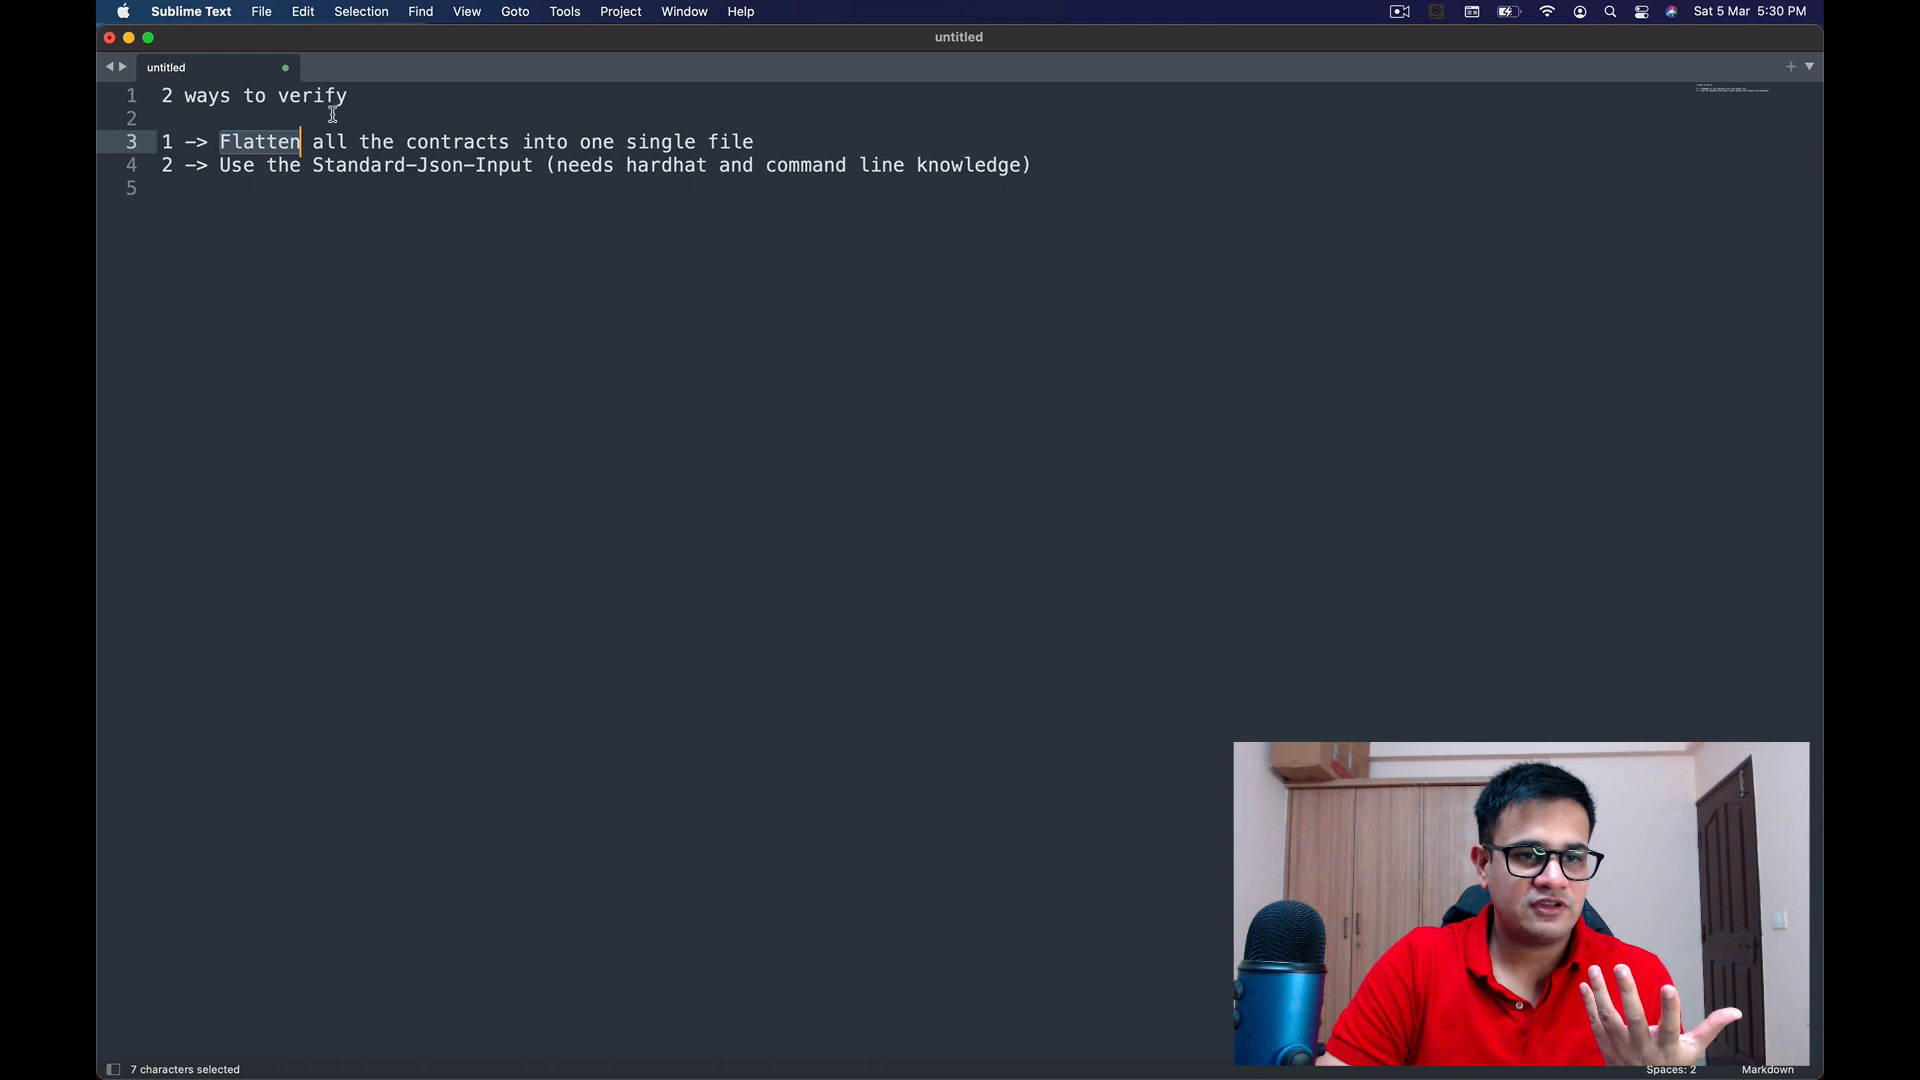 Sublime Text File Edit Selection Find View Goto Tools Project Window Help Sat 5 Mar 5:30 PM
untitled
untitled
1 2 ways to verify
2
3 1 -> Flatten all the contracts into one single file
4 2 -> Use the Standard-Json-Input (needs hardhat and command line knowledge)
5
7 characters selected Spaces: 2 Markdown